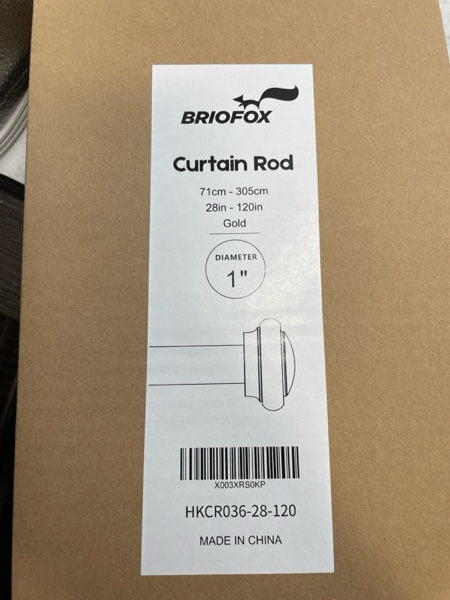 BRIOFOX
Curtain Rod
71cm - 305cm
28in - 120in
Gold
DIAMETER
1"
X003XRS0KP
HKCR036-28-120
MADE IN CHINA